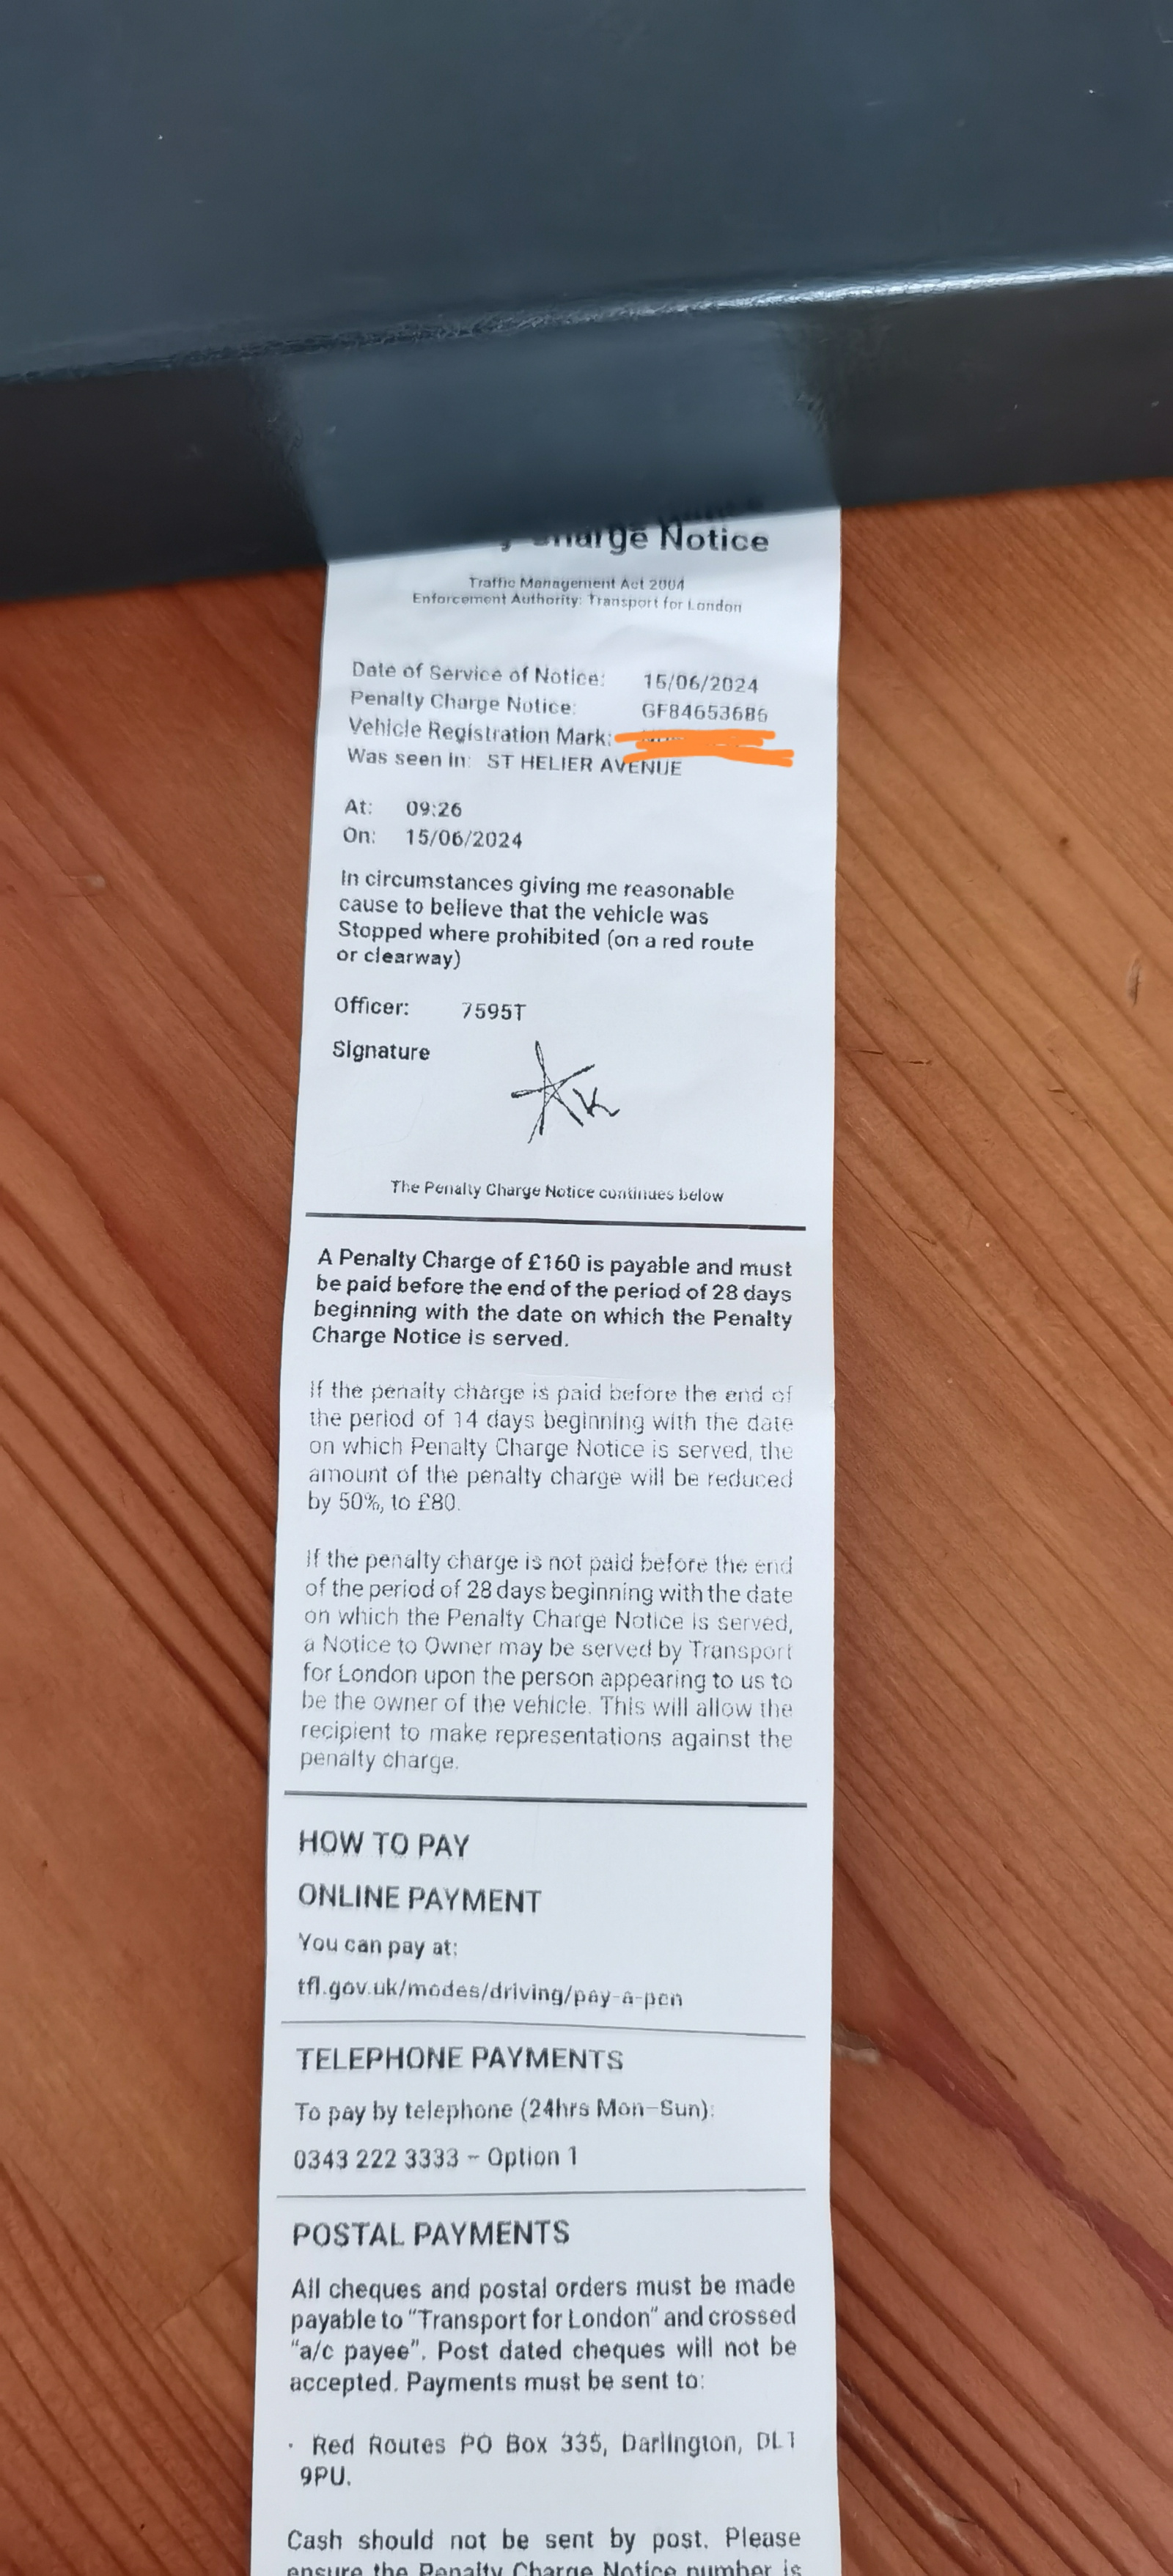 Charge Notice
Traffic Management Act 2004
Enforcement Authority: Transport for London
Date of Service of Notice: 15/06/2024
Penalty Charge Notice: GF84653686
Vehicle Registration Mark:
Was seen in: ST HELIER AVENUE
At: 09:26
On: 15/06/2024
In circumstances giving me reasonable
cause to believe that the vehicle was
Stopped where prohibited (on a red route
or clearway)
Officer: 7595T
Signature
The Penalty Charge Notice continues below
A Penalty Charge of £160 is payable and must
be paid before the end of the period of 28 days
beginning with the date on which the Penalty
Charge Notice is served.
If the penalty charge is paid before the end of
the period of 14 days beginning with the date
on which Penalty Charge Notice is served, the
amount of the penalty charge will be reduced
by 50%, to £80.
If the penalty charge is not paid before the end
of the period of 28 days beginning with the date
on which the Penalty Charge Notice is served,
a Notice to Owner may be served by Transport
for London upon the person appearing to us to
be the owner of the vehicle. This will allow the
recipient to make representations against the
penalty charge.
HOW TO PAY
ONLINE PAYMENT
You can pay at:
tfl.gov.uk/modes/driving/pay-a-pcn
TELEPHONE PAYMENTS
To pay by telephone (24hrs Mon-Sun):
0343 222 3333 - Option 1
POSTAL PAYMENTS
All cheques and postal orders must be made
payable to "Transport for London" and crossed
"a/c payee". Post dated cheques will not be
accepted. Payments must be sent to:
· Red Routes PO Box 335, Darlington, DL1
9PU.
Cash should not be sent by post. Please
ensure the Penalty Charge Notice number is